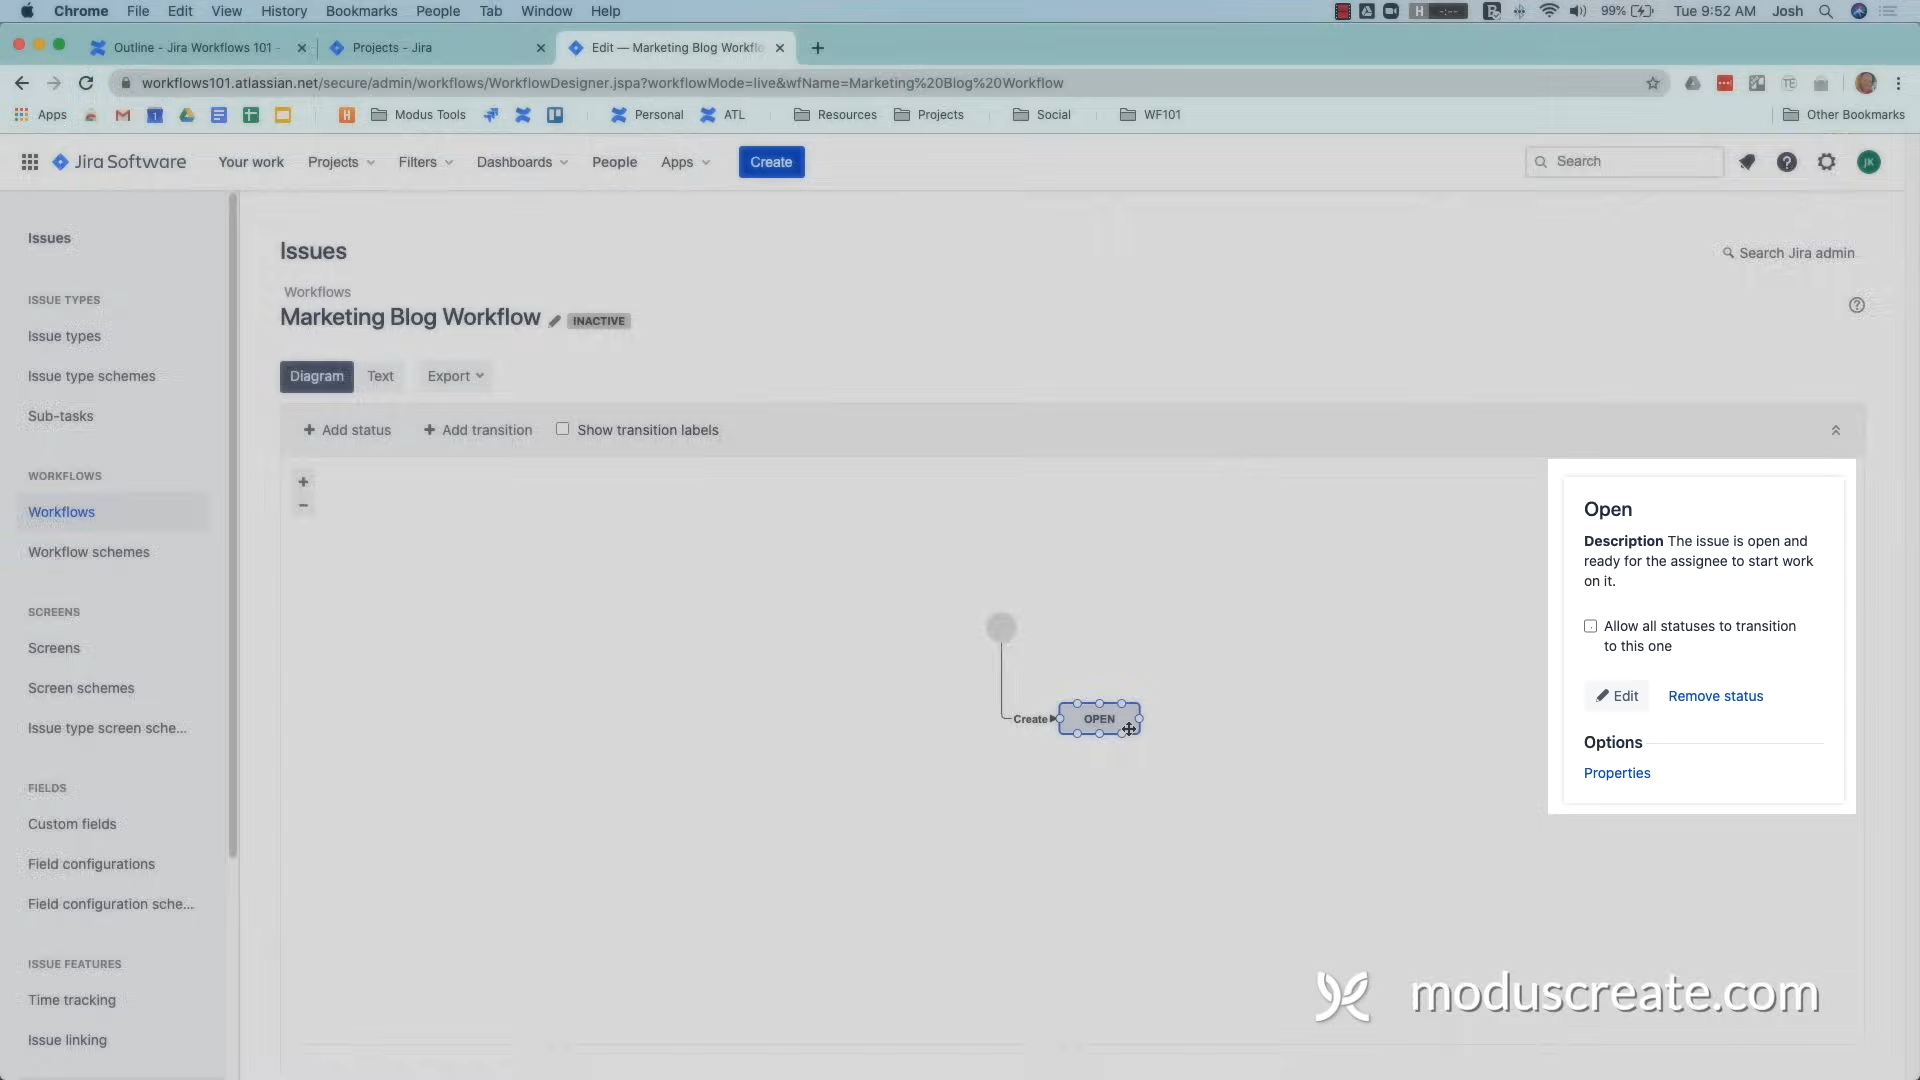 Chrome File Edit View History Bookmarks People Tab Window Help
H -:-- 99% Tue 9:52 AM Josh
Outline - Jira Workflows 101 -
Projects - Jira
Edit — Marketing Blog Workflo
workflows101.atlassian.net/secure/admin/workflows/WorkflowDesigner.jspa?workflowMode=live&wfName=Marketing%20Blog%20Workflow
TE
Apps Modus Tools Personal ATL Resources Projects Social WF101 Other Bookmarks
Jira Software Your work Projects Filters Dashboards People Apps Create Search JK
Issues
ISSUE TYPES
Issue types
Issue type schemes
Sub-tasks
WORKFLOWS
Workflows
Workflow schemes
SCREENS
Screens
Screen schemes
Issue type screen sche...
FIELDS
Custom fields
Field configurations
Field configuration sche...
ISSUE FEATURES
Time tracking
Issue linking
Issues
Search Jira admin
Workflows
Marketing Blog Workflow INACTIVE
Diagram Text Export
+ Add status + Add transition Show transition labels
+
−
Create OPEN
Open
Description The issue is open and
ready for the assignee to start work
on it.
Allow all statuses to transition
to this one
Edit Remove status
Options
Properties
moduscreate.com